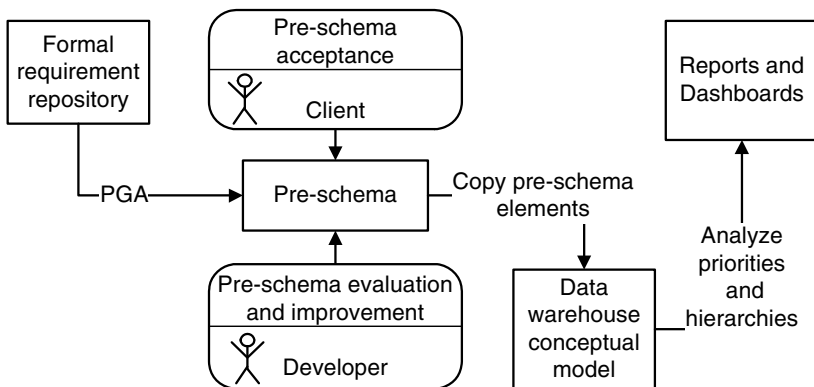 Formal
requirement
repository
Pre-schema
acceptance
Client
Reports and
Dashboards
PGA
Pre-schema
Copy pre-schema
elements
Analyze
priorities
and
hierarchies
Pre-schema evaluation
and improvement
Developer
Data
warehouse
conceptual
model